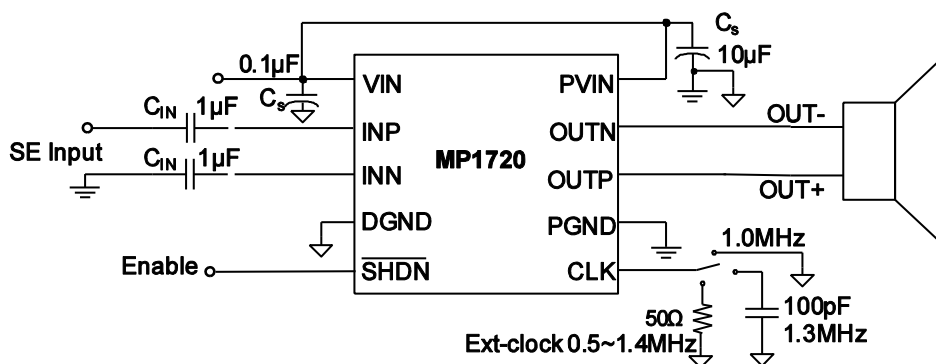 Cs
10μF
0.1μF
VIN
PVIN
Cs
CIN 1μF
OUT-
INP
OUTN
SE Input
MP1720
CIN 1μF
INN
OUTP
OUT+
DGND
PGND
1.0MHz
Enable
SHDN
CLK
100pF
1.3MHz
50Ω
Ext-clock 0.5~1.4MHz